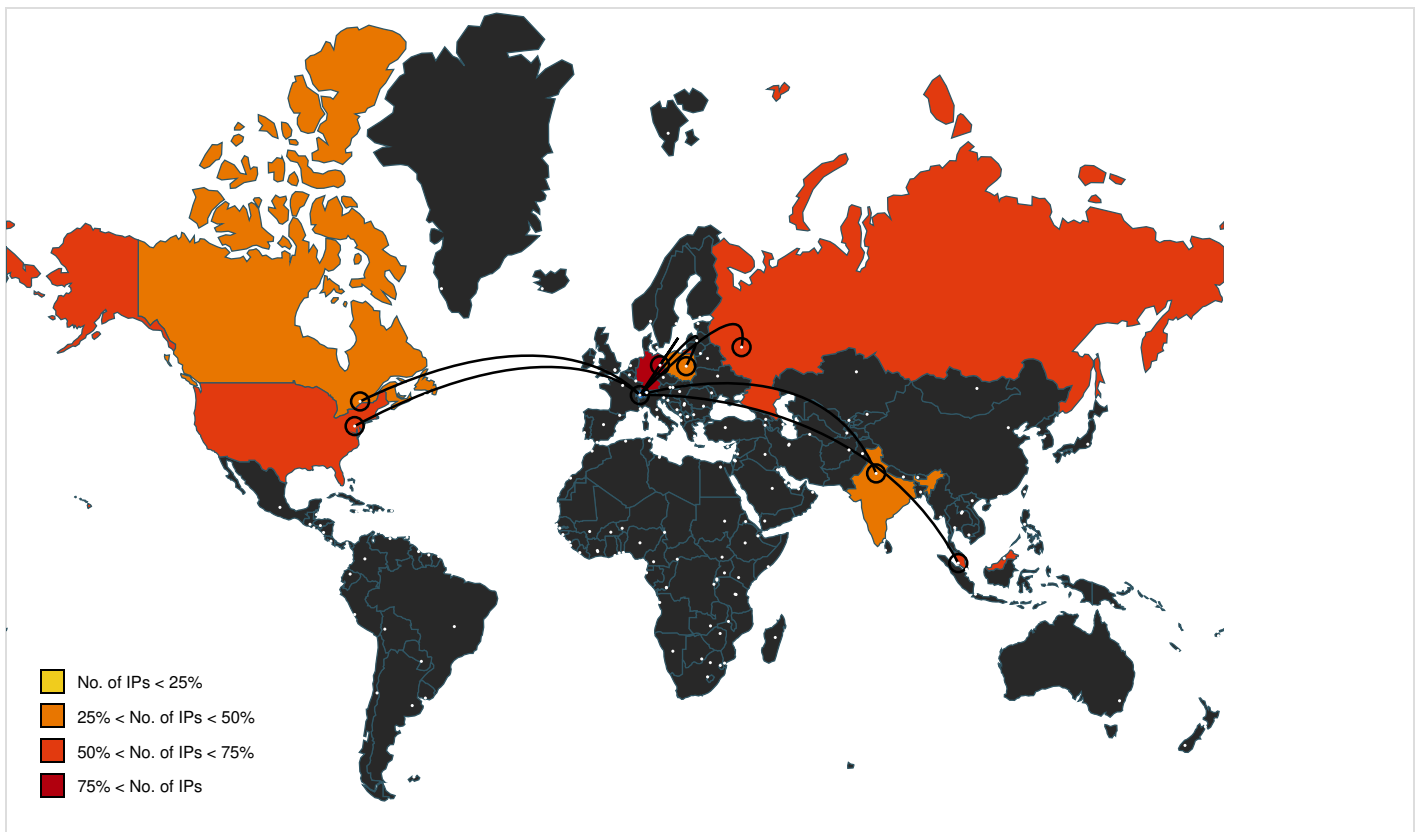 No. of IPs < 25%
25% < No. of IPs < 50%
50% < No. of IPs < 75%
75% < No. of IPs